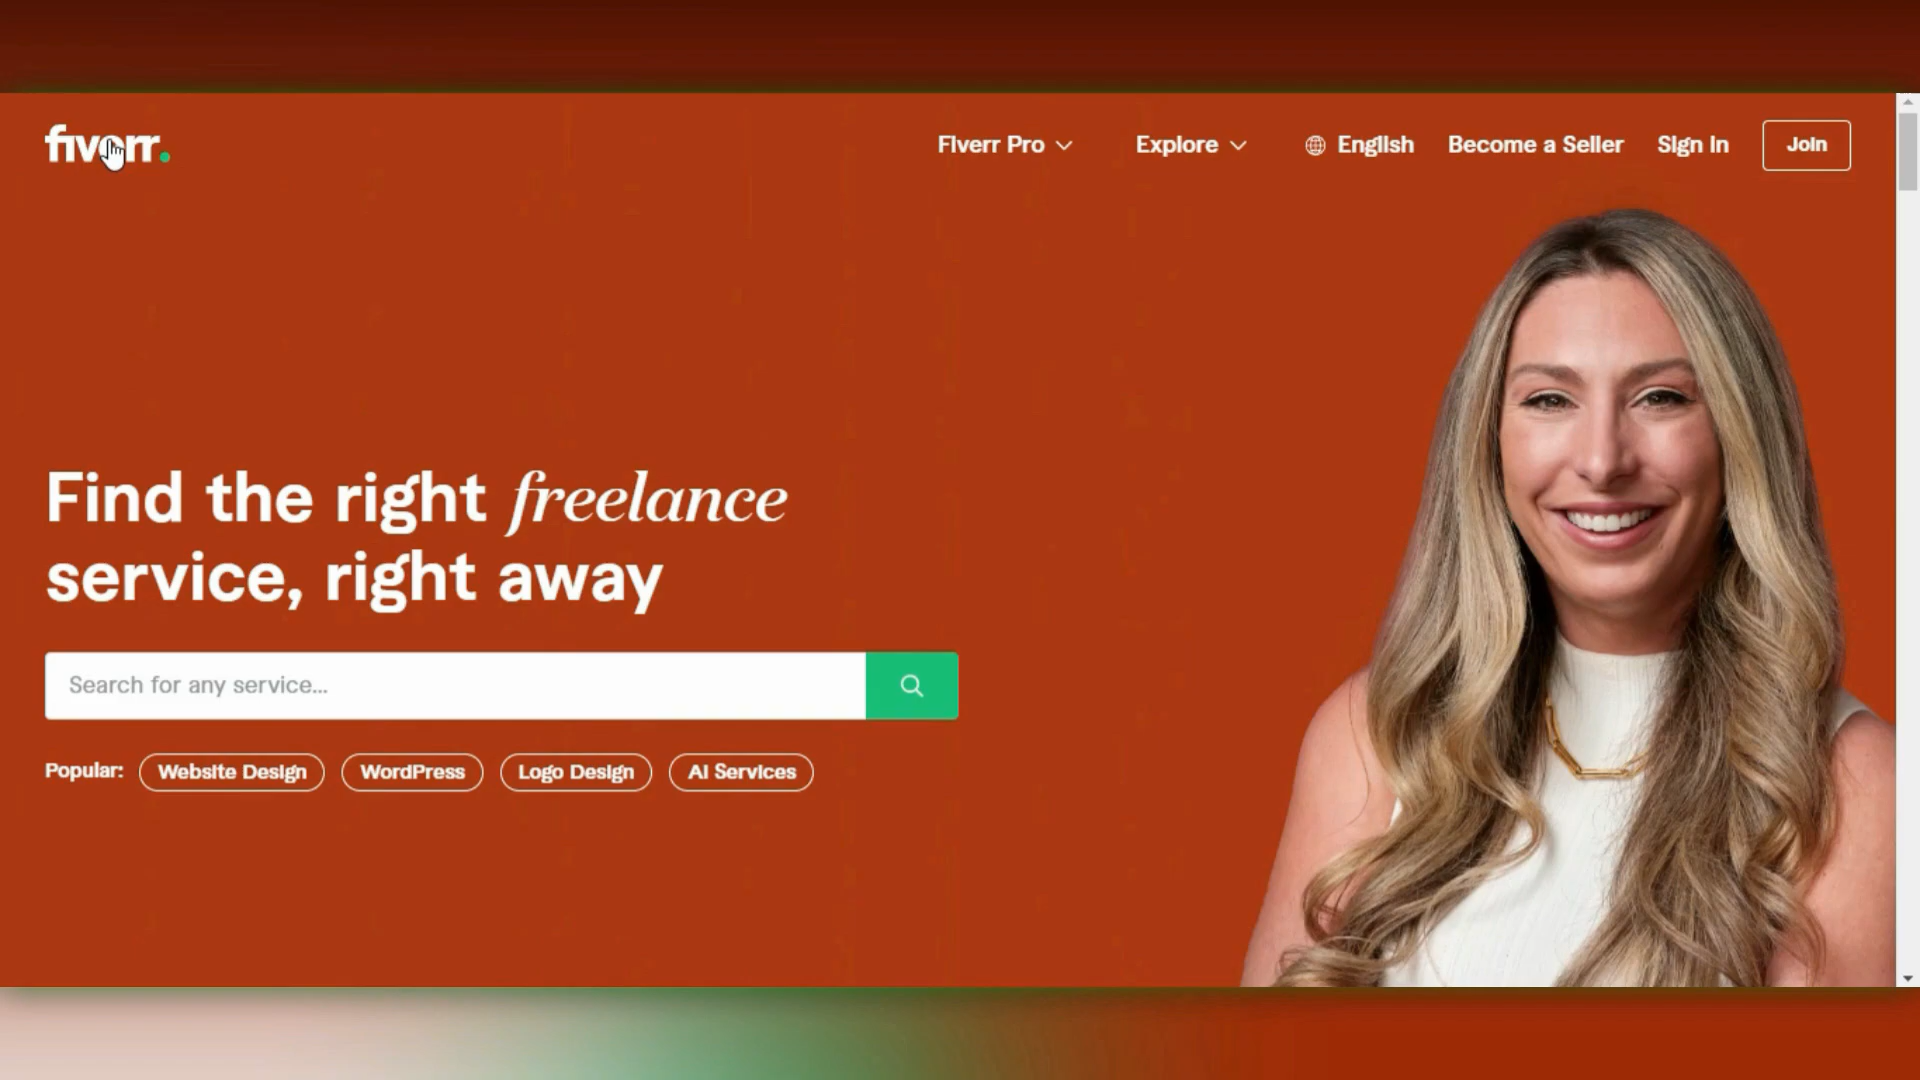 fiverr.
Fiverr Pro
Explore
English
Become a Seller
Sign In
Join
Find the right freelance
service, right away
Search for any service...
Popular:
Website Design
WordPress
Logo Design
AI Services